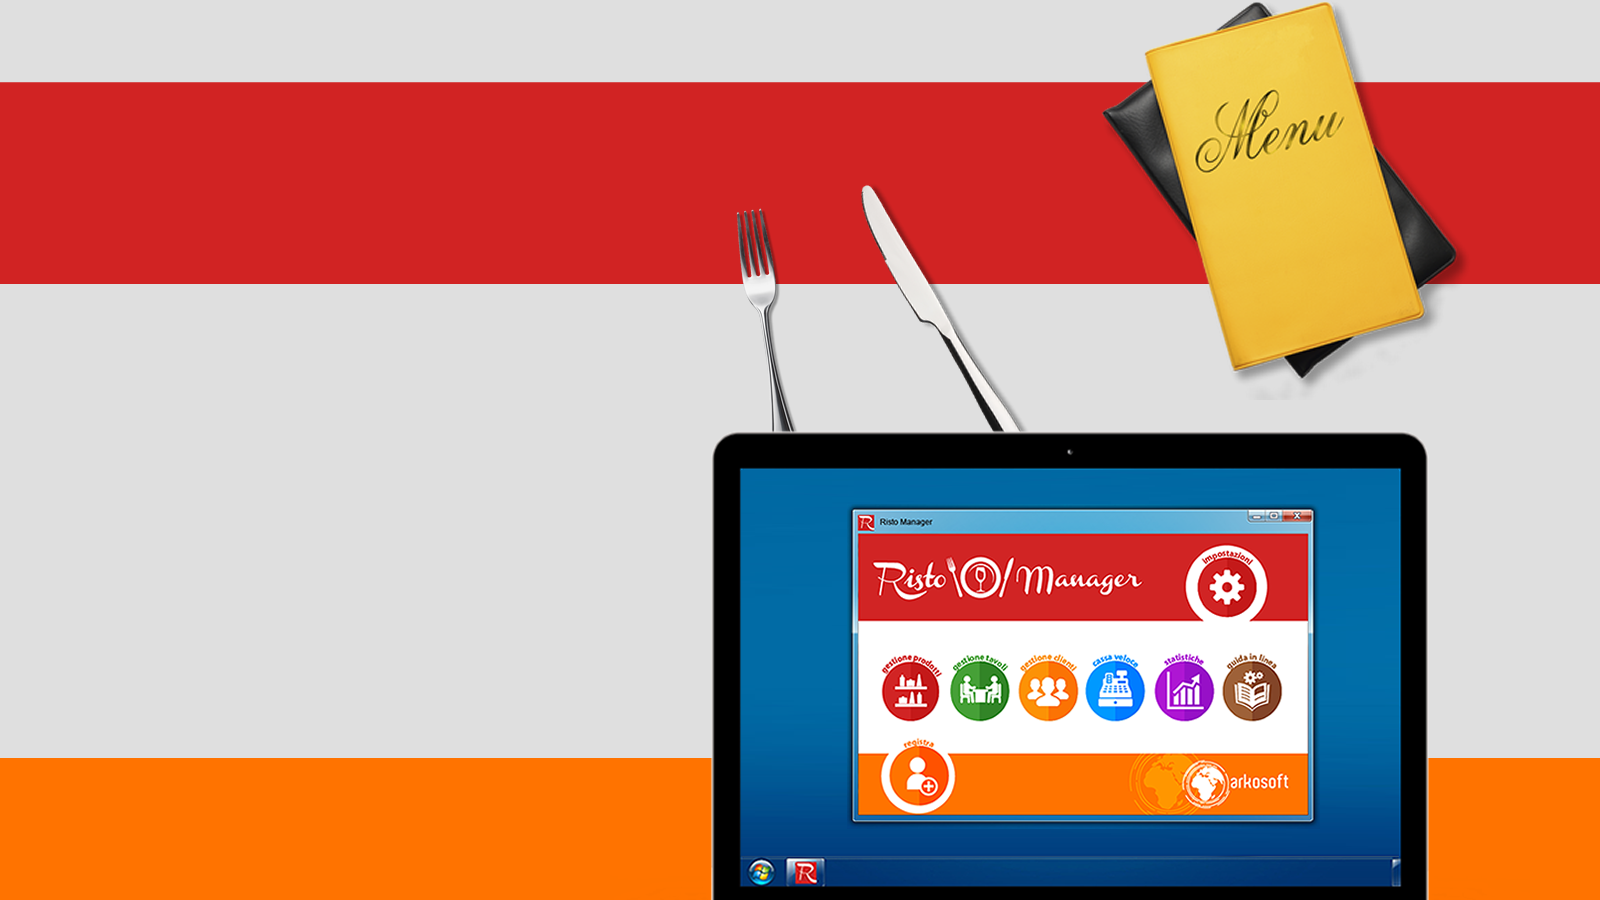 Menu
Risto Manager
Risto Manager
impostazioni
gestione prodotti
gestione tavoli
gestione clienti
cassa veloce
statistiche
guida in linea
registra
arkosoft